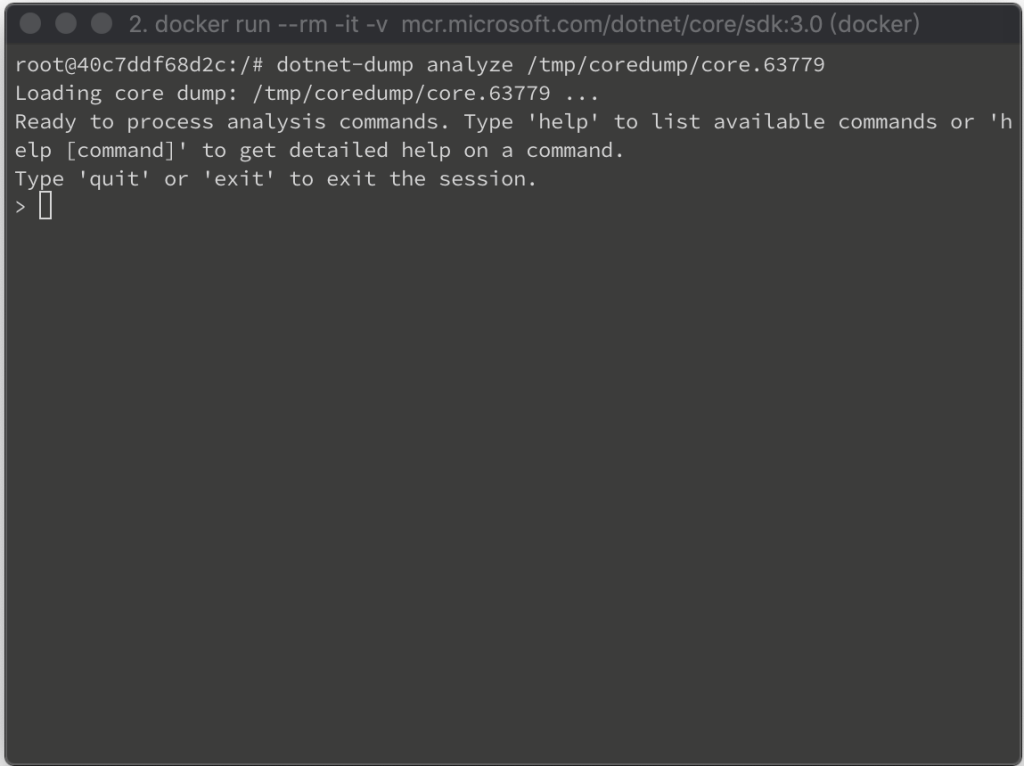 2. docker run --rm -it -v  mcr.microsoft.com/dotnet/core/sdk:3.0 (docker)
root@40c7ddf68d2c:/# dotnet-dump analyze /tmp/coredump/core.63779
Loading core dump: /tmp/coredump/core.63779 ...
Ready to process analysis commands. Type 'help' to list available commands or 'h
elp [command]' to get detailed help on a command.
Type 'quit' or 'exit' to exit the session.
>